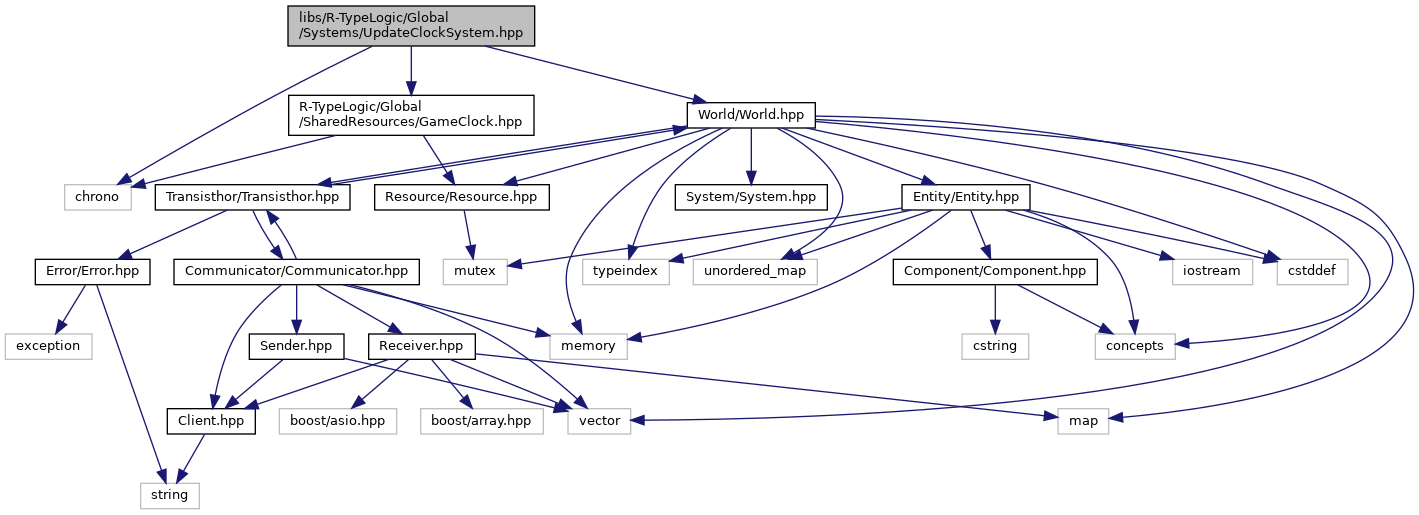 libs/R-TypeLogic/Global
/Systems/UpdateClockSystem.hpp
R-TypeLogic/Global
/SharedResources/GameClock.hpp
World/World.hpp
chrono
Transisthor/Transisthor.hpp
Resource/Resource.hpp
System/System.hpp
Entity/Entity.hpp
Error/Error.hpp
Communicator/Communicator.hpp
mutex
typeindex
unordered_map
Component/Component.hpp
iostream
cstddef
exception
Sender.hpp
Receiver.hpp
memory
cstring
concepts
Client.hpp
boost/asio.hpp
boost/array.hpp
vector
map
string